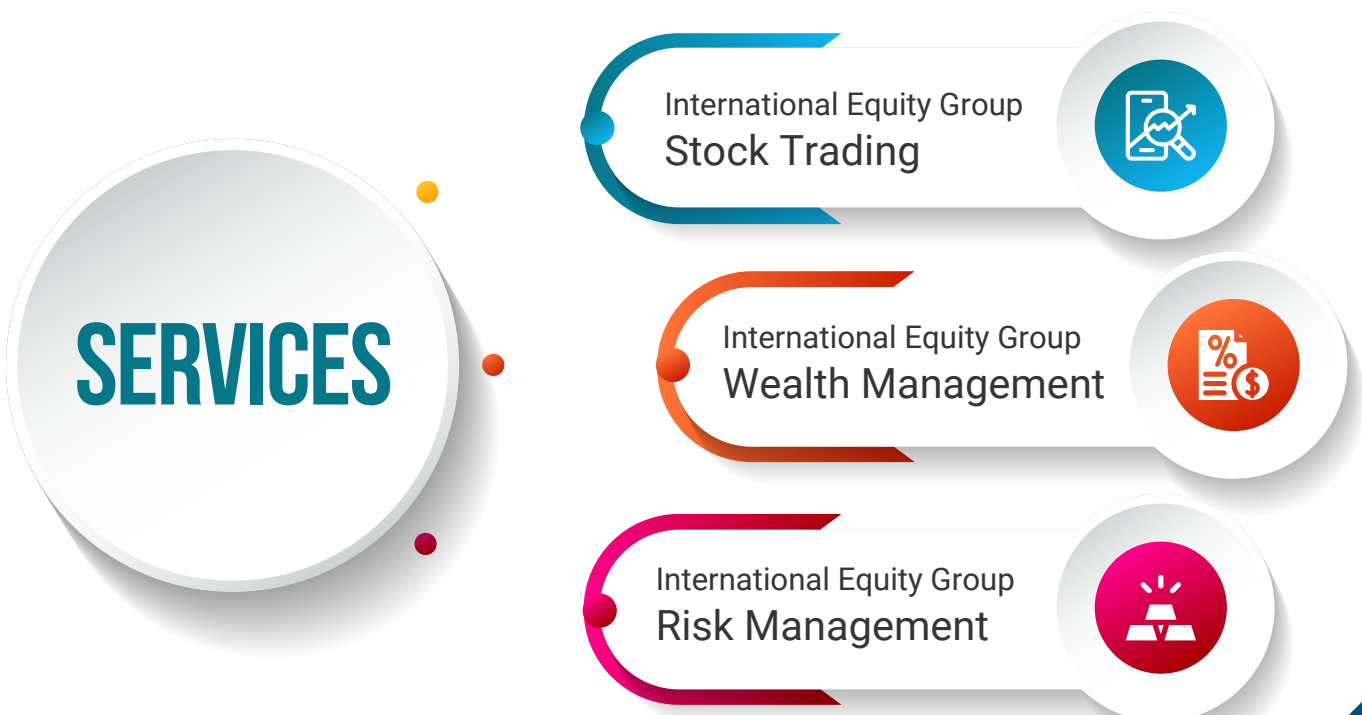 SERVICES
International Equity Group
Stock Trading
International Equity Group
Wealth Management
International Equity Group
Risk Management